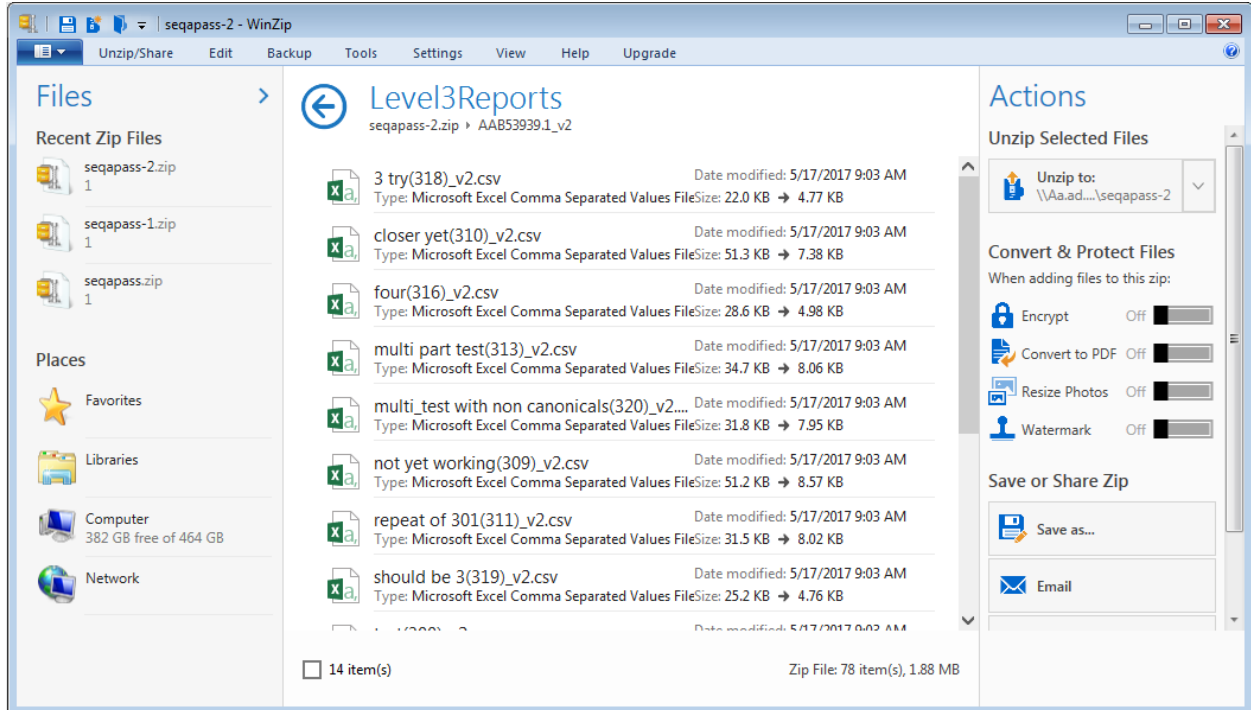 seqapass-2 - WinZip
Unzip/Share Edit Backup Tools Settings View Help Upgrade
Files
Recent Zip Files
seqapass-2.zip
1
seqapass-1.zip
1
seqapass.zip
1
Places
Favorites
Libraries
Computer
382 GB free of 464 GB
Network
Level3Reports
seqapass-2.zip AAB53939.1_v2
3 try(318)_v2.csv Date modified: 5/17/2017 9:03 AM
Type: Microsoft Excel Comma Separated Values File Size: 22.0 KB → 4.77 KB
closer yet(310)_v2.csv Date modified: 5/17/2017 9:03 AM
Type: Microsoft Excel Comma Separated Values File Size: 51.3 KB → 7.38 KB
four(316)_v2.csv Date modified: 5/17/2017 9:03 AM
Type: Microsoft Excel Comma Separated Values File Size: 28.6 KB → 4.98 KB
multi part test(313)_v2.csv Date modified: 5/17/2017 9:03 AM
Type: Microsoft Excel Comma Separated Values File Size: 34.7 KB → 8.06 KB
multi_test with non canonicals(320)_v2.... Date modified: 5/17/2017 9:03 AM
Type: Microsoft Excel Comma Separated Values File Size: 31.8 KB → 7.95 KB
not yet working(309)_v2.csv Date modified: 5/17/2017 9:03 AM
Type: Microsoft Excel Comma Separated Values File Size: 51.2 KB → 8.57 KB
repeat of 301(311)_v2.csv Date modified: 5/17/2017 9:03 AM
Type: Microsoft Excel Comma Separated Values File Size: 31.5 KB → 8.02 KB
should be 3(319)_v2.csv Date modified: 5/17/2017 9:03 AM
Type: Microsoft Excel Comma Separated Values File Size: 25.2 KB → 4.76 KB
Date modified: 5/17/2017 9:03 AM
14 item(s) Zip File: 78 item(s), 1.88 MB
Actions
Unzip Selected Files
Unzip to:
\\Aa.ad....\seqapass-2
Convert & Protect Files
When adding files to this zip:
Encrypt Off
Convert to PDF Off
Resize Photos Off
Watermark Off
Save or Share Zip
Save as...
Email